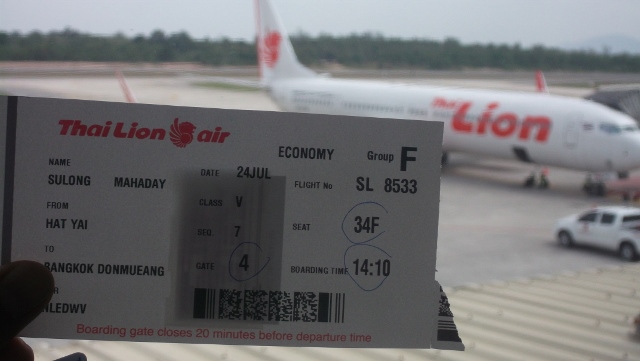 Thai Lion
Thai Lion air
ECONOMY Group F
NAME
SULONG MAHADAY
DATE 24JUL
FLIGHT No SL 8533
FROM
HAT YAI
CLASS V
SEQ. 7
SEAT 34F
TO
BANGKOK DONMUEANG
GATE 4
BOARDING TIME 14:10
LEDWV
Boarding gate closes 20 minutes before departure time